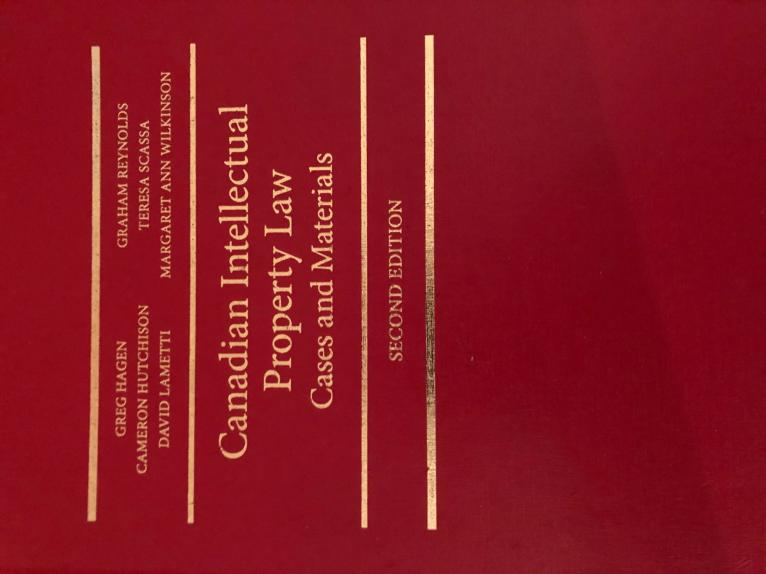 GREG HAGEN GRAHAM REYNOLDS
CAMERON HUTCHISON TERESA SCASSA
DAVID LAMETTI MARGARET ANN WILKINSON
Canadian Intellectual
Property Law
Cases and Materials
SECOND EDITION